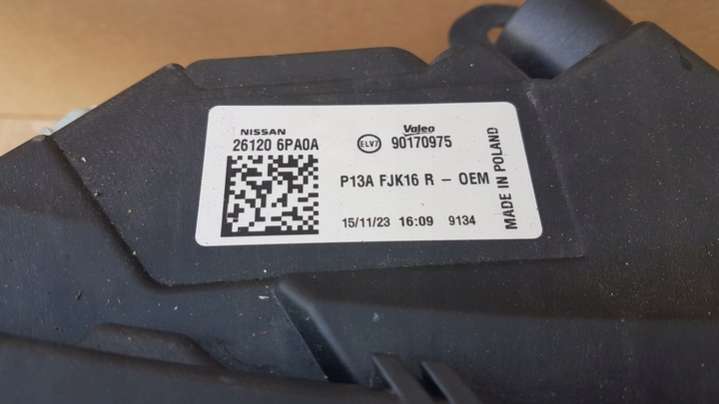 NISSAN
26120 6PA0A
ELV7
Valeo
90170975
P13A FJK16 R - OEM
15/11/23 16:09 9134
MADE IN POLAND